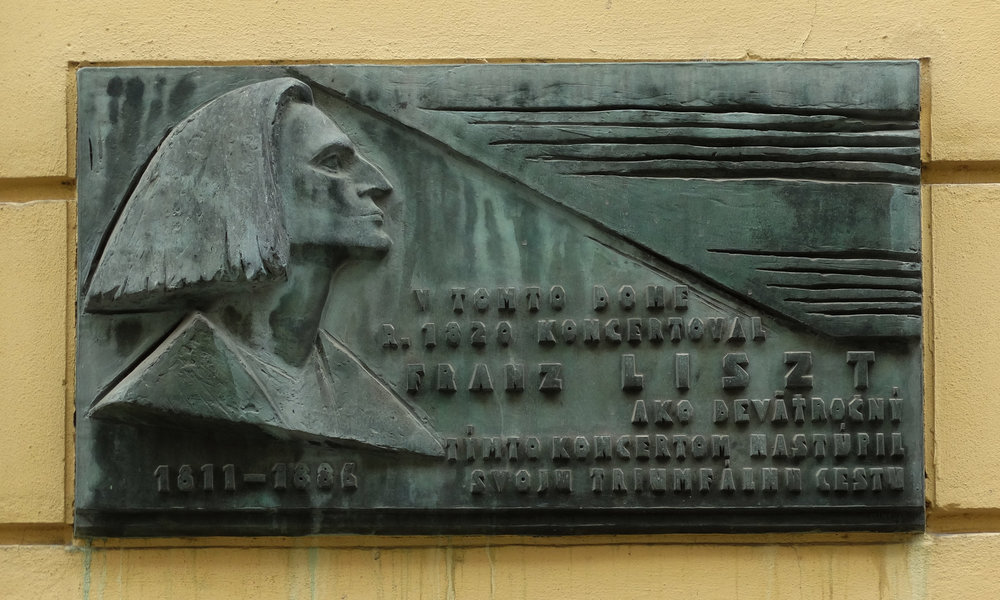 V TOMTO DOME
R. 1820 KONCERTOVAL
FRANZ LISZT
AKO DEVÄŤROČNÝ
TÝMTO KONCERTOM NASTÚPIL
SVOJU TRIUMFÁLNU CESTU
1811-1886